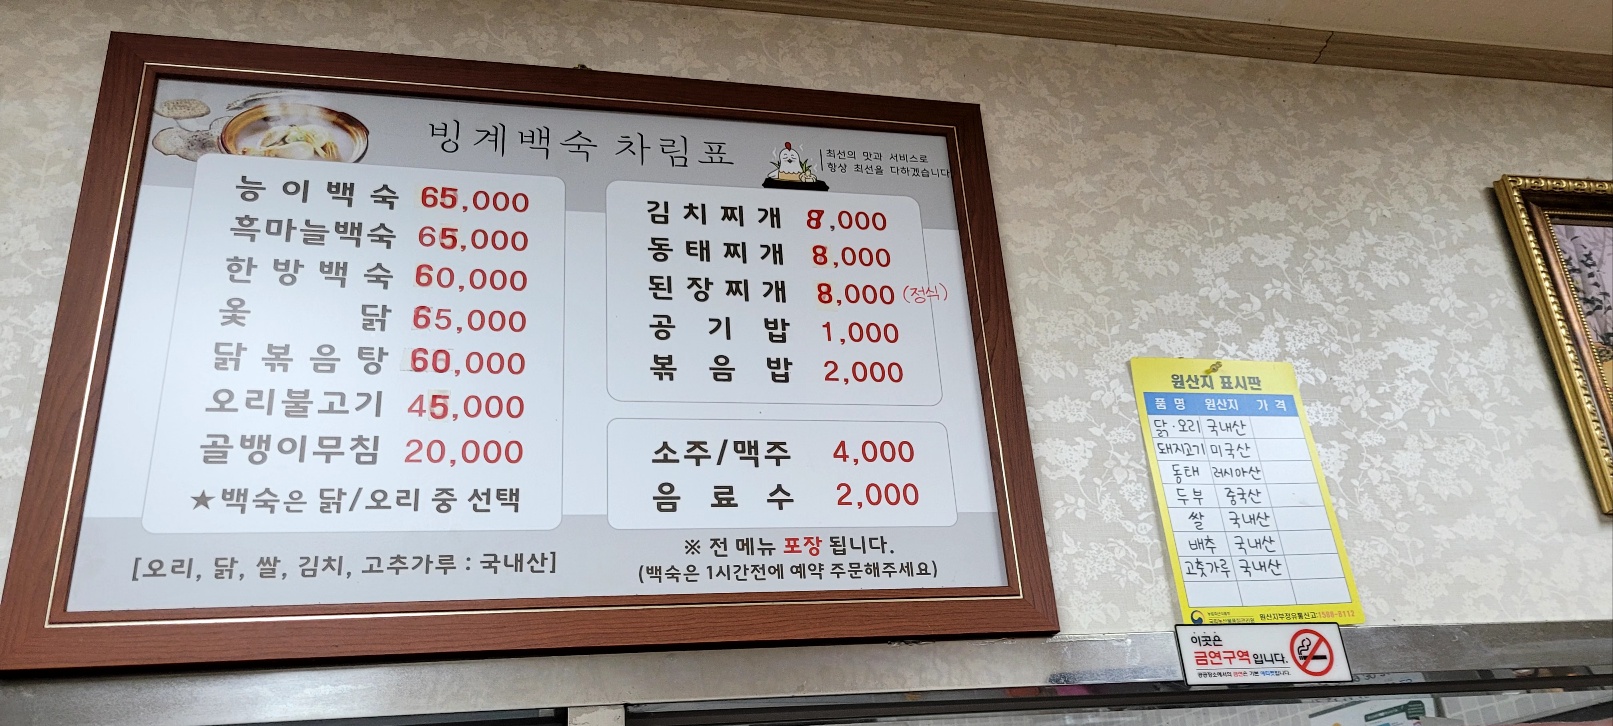 빙계백숙 차림표
최선의 맛과 서비스로
항상 최선을 다하겠습니다
능이백숙 65,000
흑마늘백숙 65,000
한방백숙 60,000
옻닭 65,000
닭볶음탕 60,000
오리불고기 45,000
골뱅이무침 20,000
★백숙은 닭/오리 중 선택
[오리, 닭, 쌀, 김치, 고추가루 : 국내산]
김치찌개 8,000
동태찌개 8,000
된장찌개 8,000 (정식)
공기밥 1,000
볶음밥 2,000
소주/맥주 4,000
음료수 2,000
※ 전 메뉴 포장 됩니다.
(백숙은 1시간전에 예약 주문해주세요)
원산지 표시판
품명 원산지 가격
닭·오리 국내산
돼지고기 미국산
동태 러시아산
두부 중국산
쌀 국내산
배추 국내산
고춧가루 국내산
원산지부정유통신고:1588-8112
이곳은
금연구역입니다.